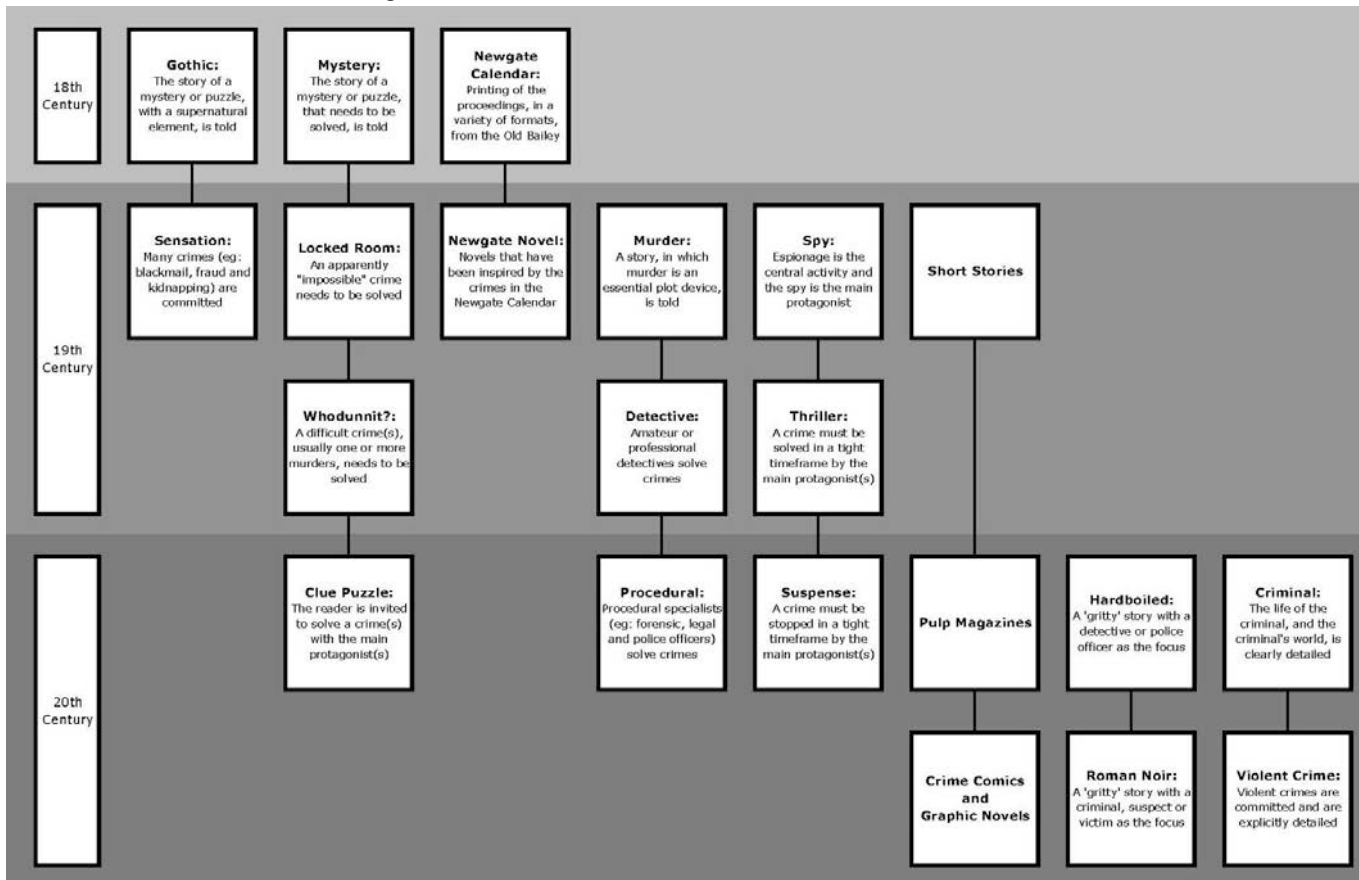 18th
Century
Gothic:
The story of a
mystery or puzzle,
with a supernatural
element, is told
Mystery:
The story of a
mystery or puzzle,
that needs to be
solved, is told
Newgate
Calendar:
Printing of the
proceedings, in a
variety of formats,
from the Old Bailey
19th
Century
Sensation:
Many crimes (eg:
blackmail, fraud and
kidnapping) are
committed
Locked Room:
An apparently
"impossible" crime
needs to be solved
Newgate Novel:
Novels that have
been inspired by the
crimes in the
Newgate Calendar
Murder:
A story, in which
murder is an
essential plot device,
is told
Spy:
Espionage is the
central activity and
the spy is the main
protagonist
Short Stories
Whodunnit?:
A difficult crime(s),
usually one or more
murders, needs to be
solved
Detective:
Amateur or
professional
detectives solve
crimes
Thriller:
A crime must be
solved in a tight
timeframe by the
main protagonist(s)
20th
Century
Clue Puzzle:
The reader is invited
to solve a crime(s)
with the main
protagonist(s)
Procedural:
Procedural specialists
(eg: forensic, legal
and police officers)
solve crimes
Suspense:
A crime must be
stopped in a tight
timeframe by the
main protagonist(s)
Pulp Magazines
Hardboiled:
A 'gritty' story with a
detective or police
officer as the focus
Criminal:
The life of the
criminal, and the
criminal's world, is
clearly detailed
Crime Comics
and
Graphic Novels
Roman Noir:
A 'gritty' story with a
criminal, suspect or
victim as the focus
Violent Crime:
Violent crimes are
committed and are
explicitly detailed